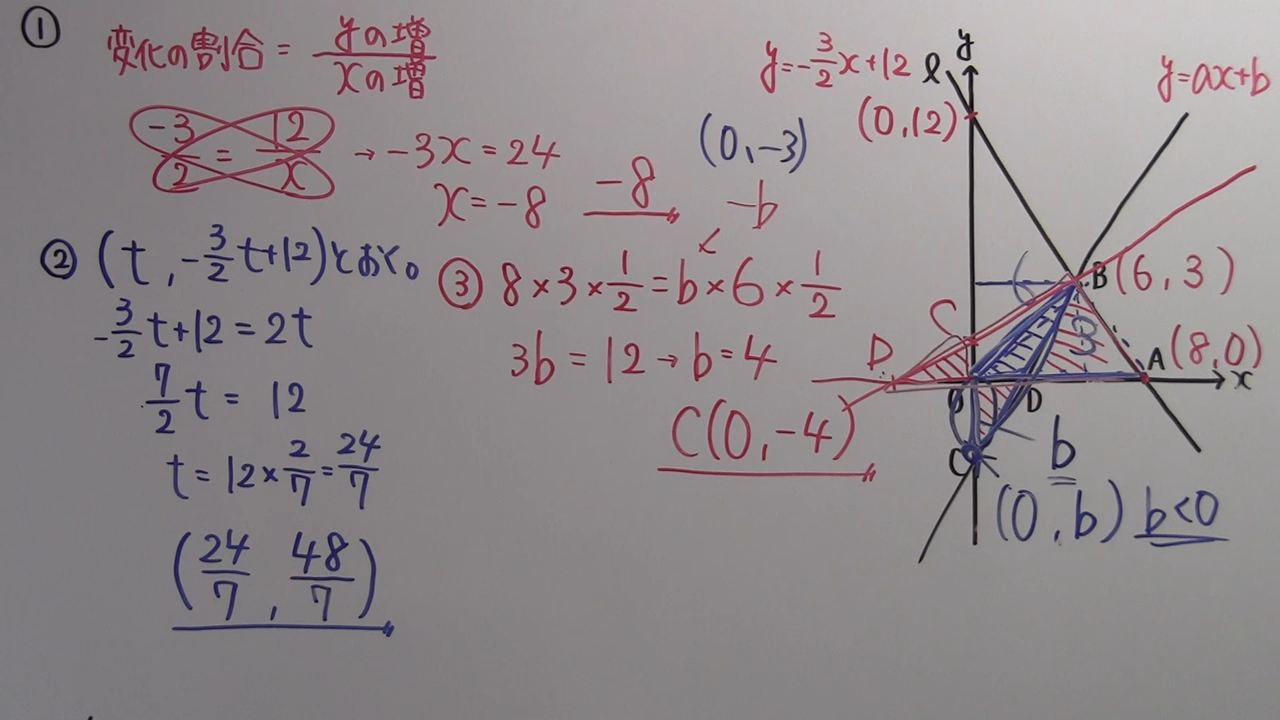 ①
変化の割合 = yの増/xの増
-3/2 = 12/x → -3x = 24
x = -8 -8
② (t, -3/2t+12)とおく。
-3/2t+12 = 2t
7/2t = 12
t = 12×2/7 = 24/7
(24/7, 48/7)
(0, -3)
-b
③ 8×3×1/2 = b×6×1/2
3b = 12 → b = 4
C(0, -4)
y = -3/2x+12
ℓ
y
y = ax+b
(0, 12)
B(6, 3)
C
3
D
A(8, 0)
x
O
D
C
b
(0, b) b<0